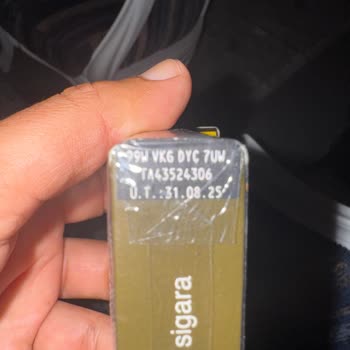 99W VKG DYC 7UW
TA43524306
U.T.:31.08.25
sigara